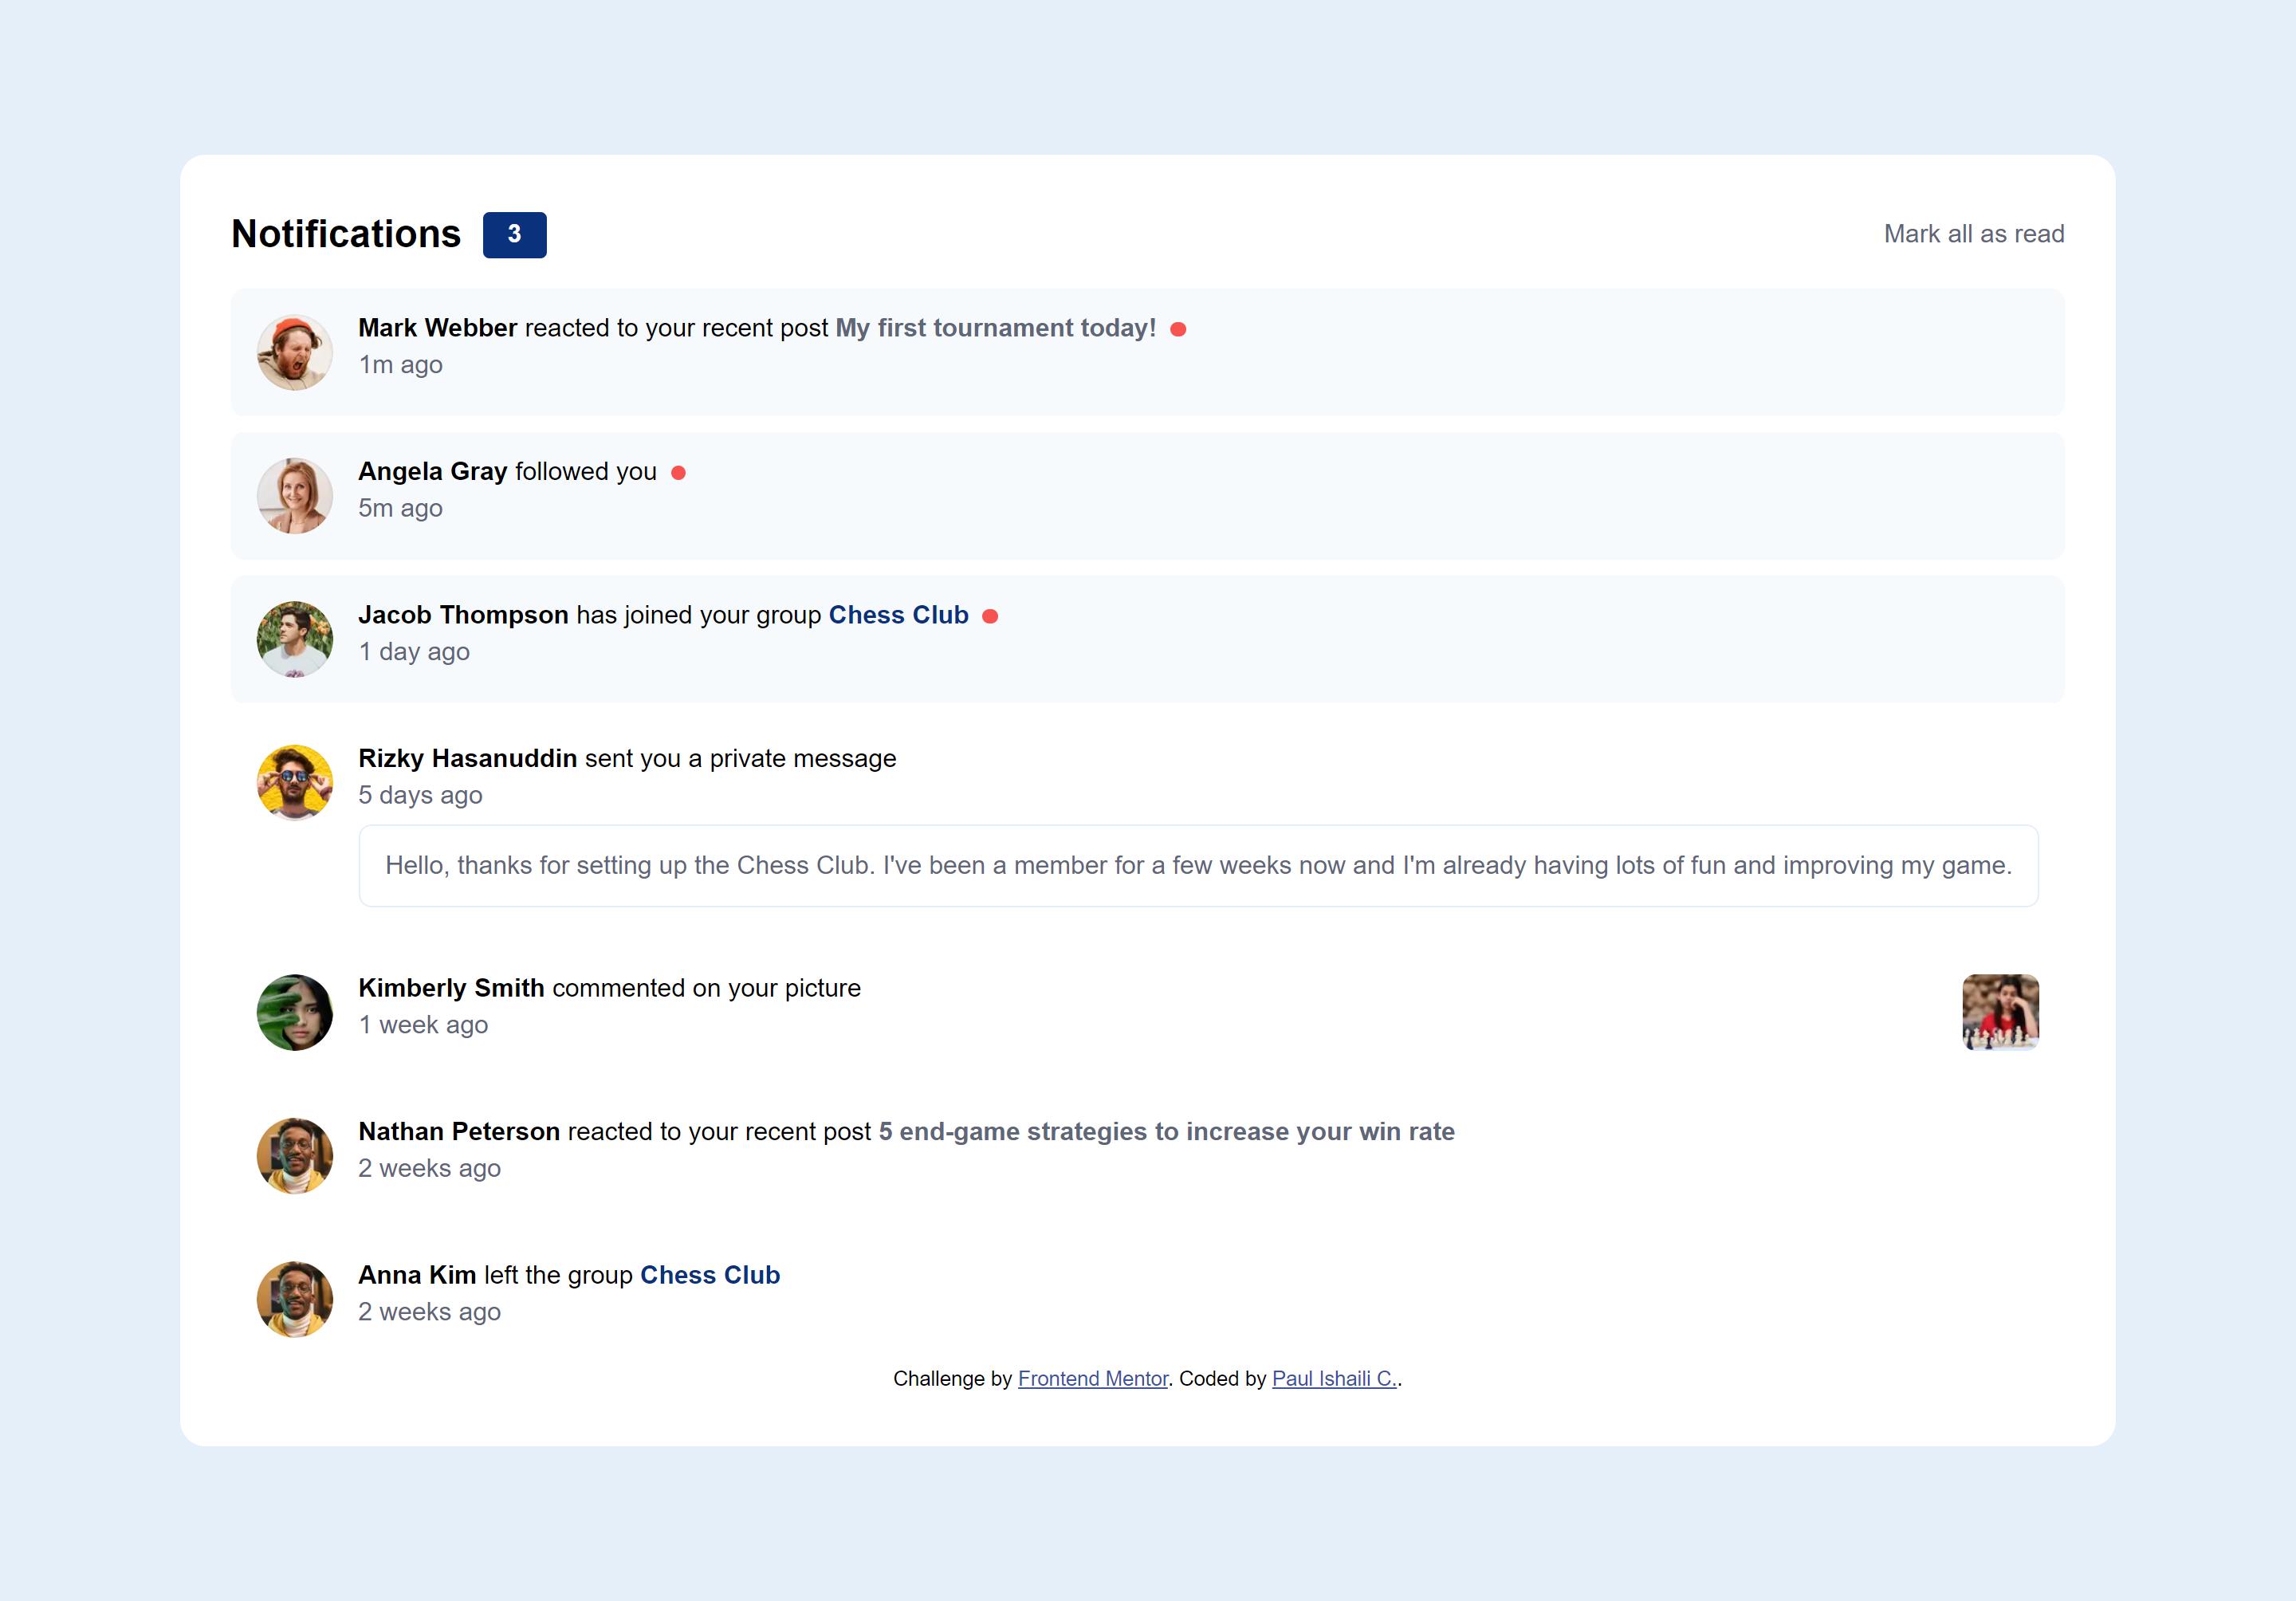 Notifications 3 Mark all as read
Mark Webber reacted to your recent post My first tournament today!
1m ago
Angela Gray followed you
5m ago
Jacob Thompson has joined your group Chess Club
1 day ago
Rizky Hasanuddin sent you a private message
5 days ago
Hello, thanks for setting up the Chess Club. I've been a member for a few weeks now and I'm already having lots of fun and improving my game.
Kimberly Smith commented on your picture
1 week ago
Nathan Peterson reacted to your recent post 5 end-game strategies to increase your win rate
2 weeks ago
Anna Kim left the group Chess Club
2 weeks ago
Challenge by Frontend Mentor. Coded by Paul Ishaili C..